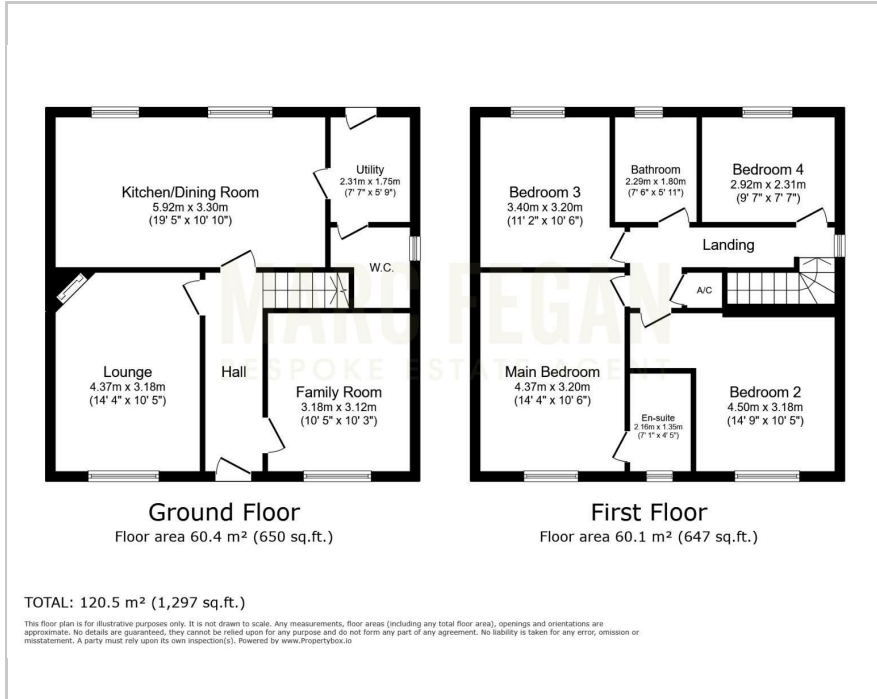 Kitchen/Dining Room
5.92m x 3.30m
(19' 5" x 10' 10")
Utility
2.31m x 1.75m
(7' 7" x 5' 9")
W.C.
Lounge
4.37m x 3.18m
(14' 4" x 10' 5")
Hall
Family Room
3.18m x 3.12m
(10' 5" x 10' 3")
Bedroom 3
3.40m x 3.20m
(11' 2" x 10' 6")
Bathroom
2.29m x 1.80m
(7' 6" x 5' 11")
Bedroom 4
2.92m x 2.31m
(9' 7" x 7' 7")
Landing
A/C
Main Bedroom
4.37m x 3.20m
(14' 4" x 10' 6")
En-suite
2.16m x 1.35m
(7' 1" x 4' 5")
Bedroom 2
4.50m x 3.18m
(14' 9" x 10' 5")
MARC FEGAN
BESPOKE ESTATE AGENT
Ground Floor
Floor area 60.4 m² (650 sq.ft.)
First Floor
Floor area 60.1 m² (647 sq.ft.)
TOTAL: 120.5 m² (1,297 sq.ft.)
This floor plan is for illustrative purposes only. It is not drawn to scale. Any measurements, floor areas (including any total floor area), openings and orientations are
approximate. No details are guaranteed, they cannot be relied upon for any purpose and do not form any part of any agreement. No liability is taken for any error, omission or
misstatement. A party must rely upon its own inspection(s). Powered by www.Propertybox.io